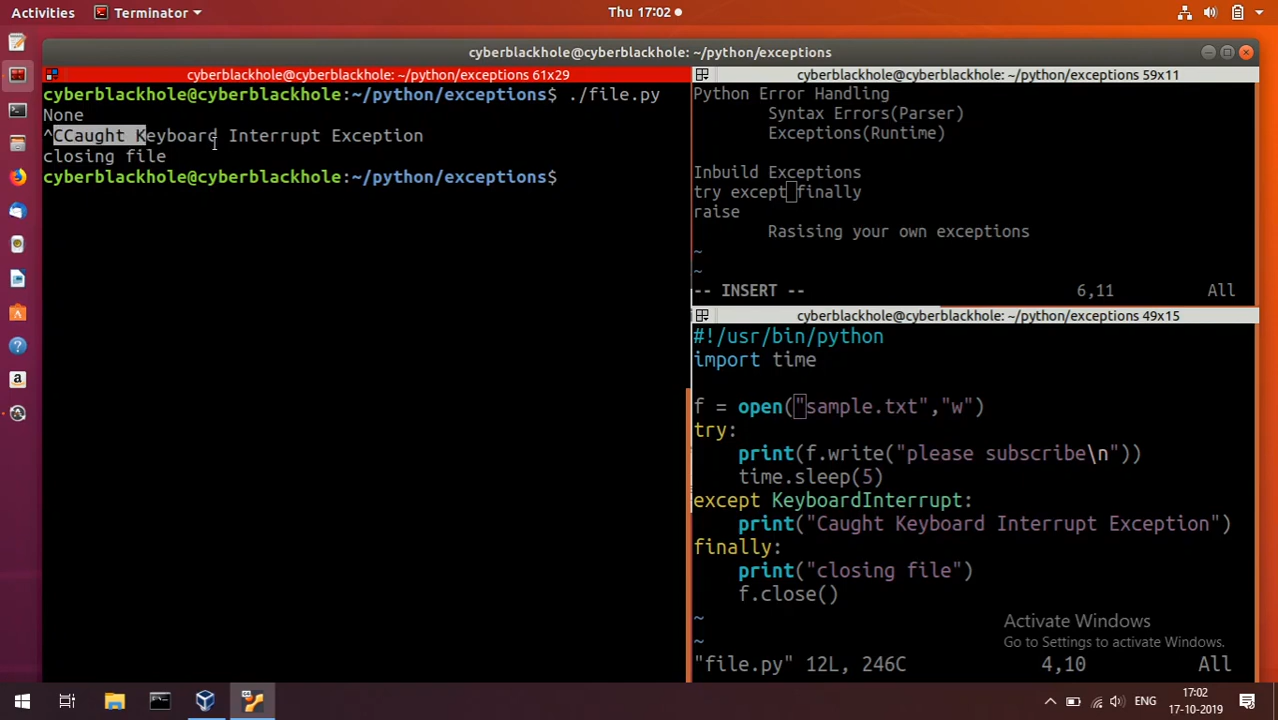 Activities
Terminator
Thu 17:02
cyberblackhole@cyberblackhole: ~/python/exceptions
cyberblackhole@cyberblackhole: ~/python/exceptions 61x29
cyberblackhole@cyberblackhole:~/python/exceptions$ ./file.py
None
^CCaught Keyboard Interrupt Exception
closing file
cyberblackhole@cyberblackhole:~/python/exceptions$
cyberblackhole@cyberblackhole: ~/python/exceptions 59x11
Python Error Handling
Syntax Errors(Parser)
Exceptions(Runtime)
Inbuild Exceptions
try except finally
raise
Rasising your own exceptions
~
~
-- INSERT --
6,11
All
cyberblackhole@cyberblackhole: ~/python/exceptions 49x15
#!/usr/bin/python
import time
f = open("sample.txt","w")
try:
print(f.write("please subscribe\n"))
time.sleep(5)
except KeyboardInterrupt:
print("Caught Keyboard Interrupt Exception")
finally:
print("closing file")
f.close()
~
~
"file.py" 12L, 246C
4,10
All
Activate Windows
Go to Settings to activate Windows.
ENG
17:02
17-10-2019